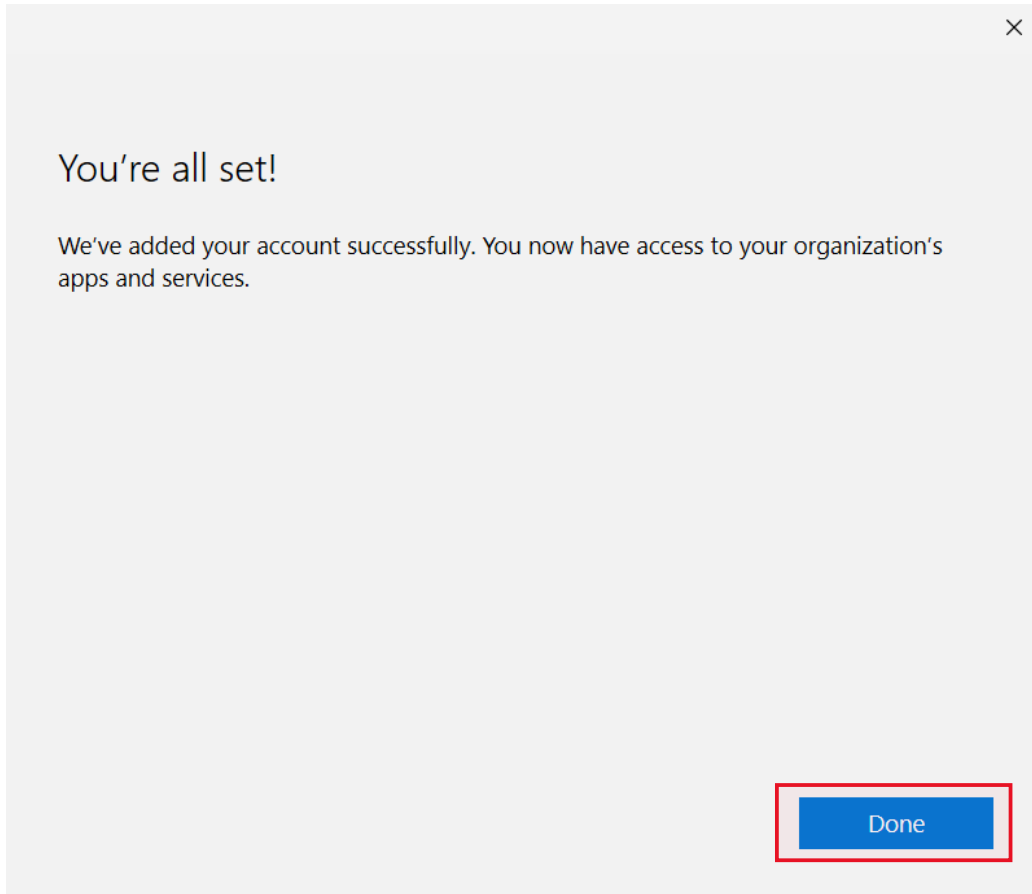 You’re all set!
We’ve added your account successfully. You now have access to your organization’s
apps and services.
Done